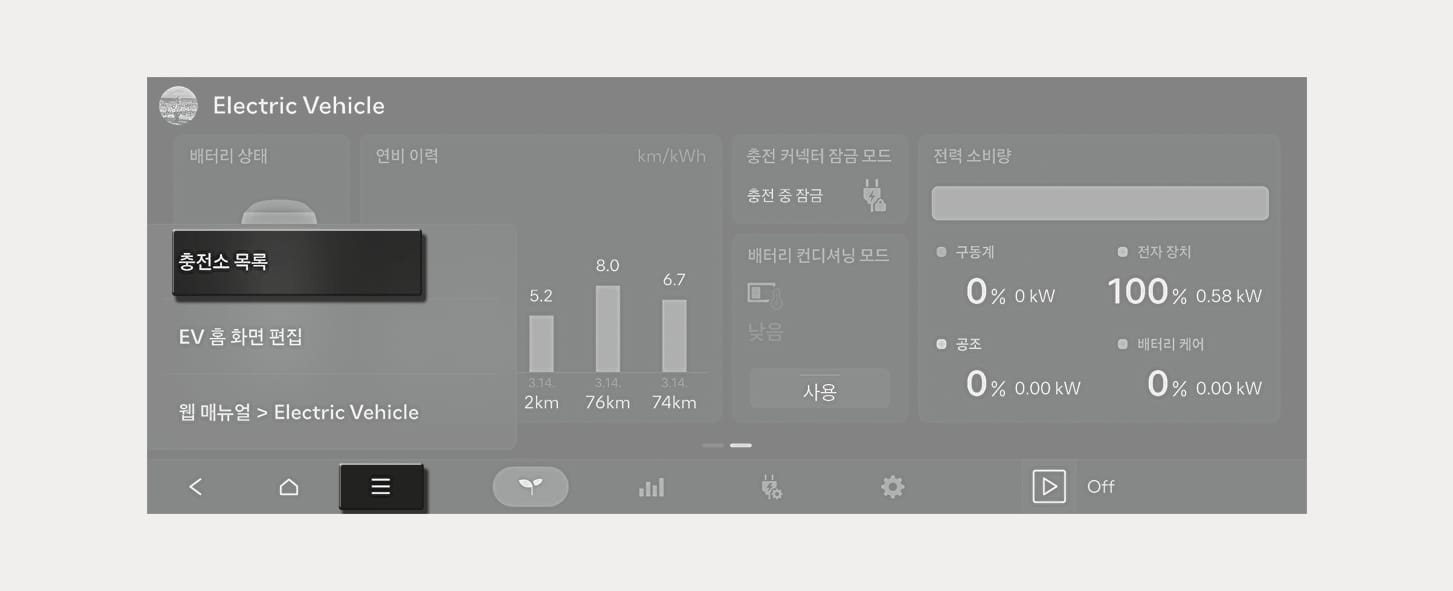 Electric Vehicle
배터리 상태
연비 이력 km/kWh
충전 커넥터 잠금 모드
전력 소비량
충전 중 잠금
충전소 목록
EV 홈 화면 편집
웹 매뉴얼 > Electric Vehicle
5.2 8.0 6.7
3.14. 3.14. 3.14.
2km 76km 74km
배터리 컨디셔닝 모드
낮음
사용
구동계
0% 0 kW
전자 장치
100% 0.58 kW
공조
0% 0.00 kW
배터리 케어
0% 0.00 kW
Off